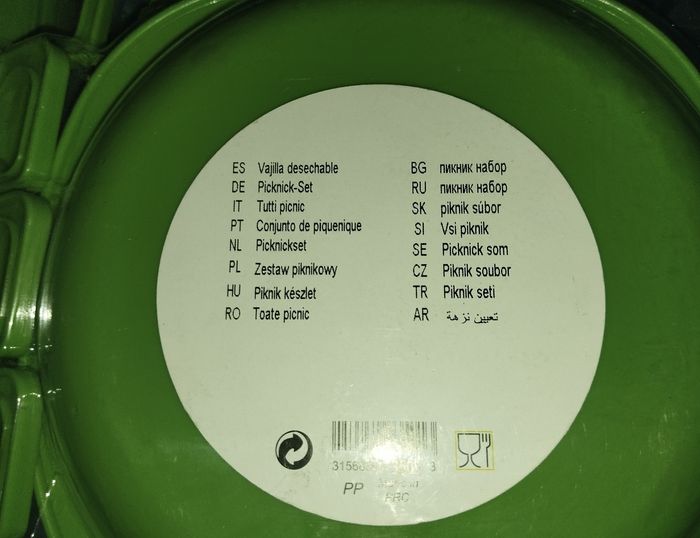 ES Vajilla desechable
DE Picknick-Set
IT Tutti picnic
PT Conjunto de piquenique
NL Picknickset
PL Zestaw piknikowy
HU Piknik készlet
RO Toate picnic
BG пикник набор
RU пикник набор
SK piknik súbor
SI Vsi piknik
SE Picknick som
CZ Piknik soubor
TR Piknik seti
AR تعيين نزهة
PP
PRC